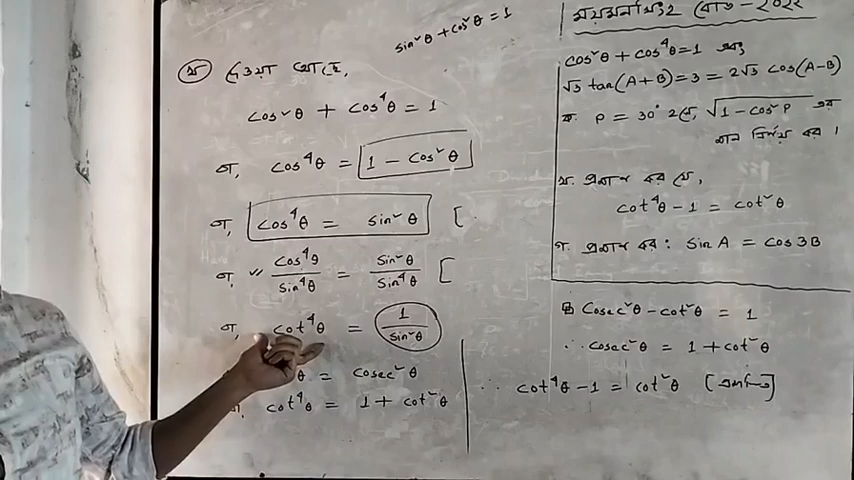 ময়মনসিংহ বোর্ড - ২০২২
sin²θ + cos²θ = 1
cos²θ + cos⁴θ = 1 এবং
√3 tan(A+B) = 3 = 2√3 cos(A-B)
ক. P = 30° হলে, √(1 - cos²P) এর
মান নির্ণয় কর ।
খ. প্রমাণ কর যে,
cot⁴θ - 1 = cot²θ
গ. প্রমাণ কর : sin A = cos 3B
খ দেওয়া আছে,
cos²θ + cos⁴θ = 1
বা, cos⁴θ = 1 - cos²θ
বা, cos⁴θ = sin²θ [
বা, cos⁴θ/sin⁴θ = sin²θ/sin⁴θ [
বা, cot⁴θ = 1/sin²θ
θ = cosec²θ
বা, cot⁴θ = 1 + cot²θ
cosec²θ - cot²θ = 1
∴ cosec²θ = 1 + cot²θ
∴ cot⁴θ - 1 = cot²θ [প্রমাণিত]